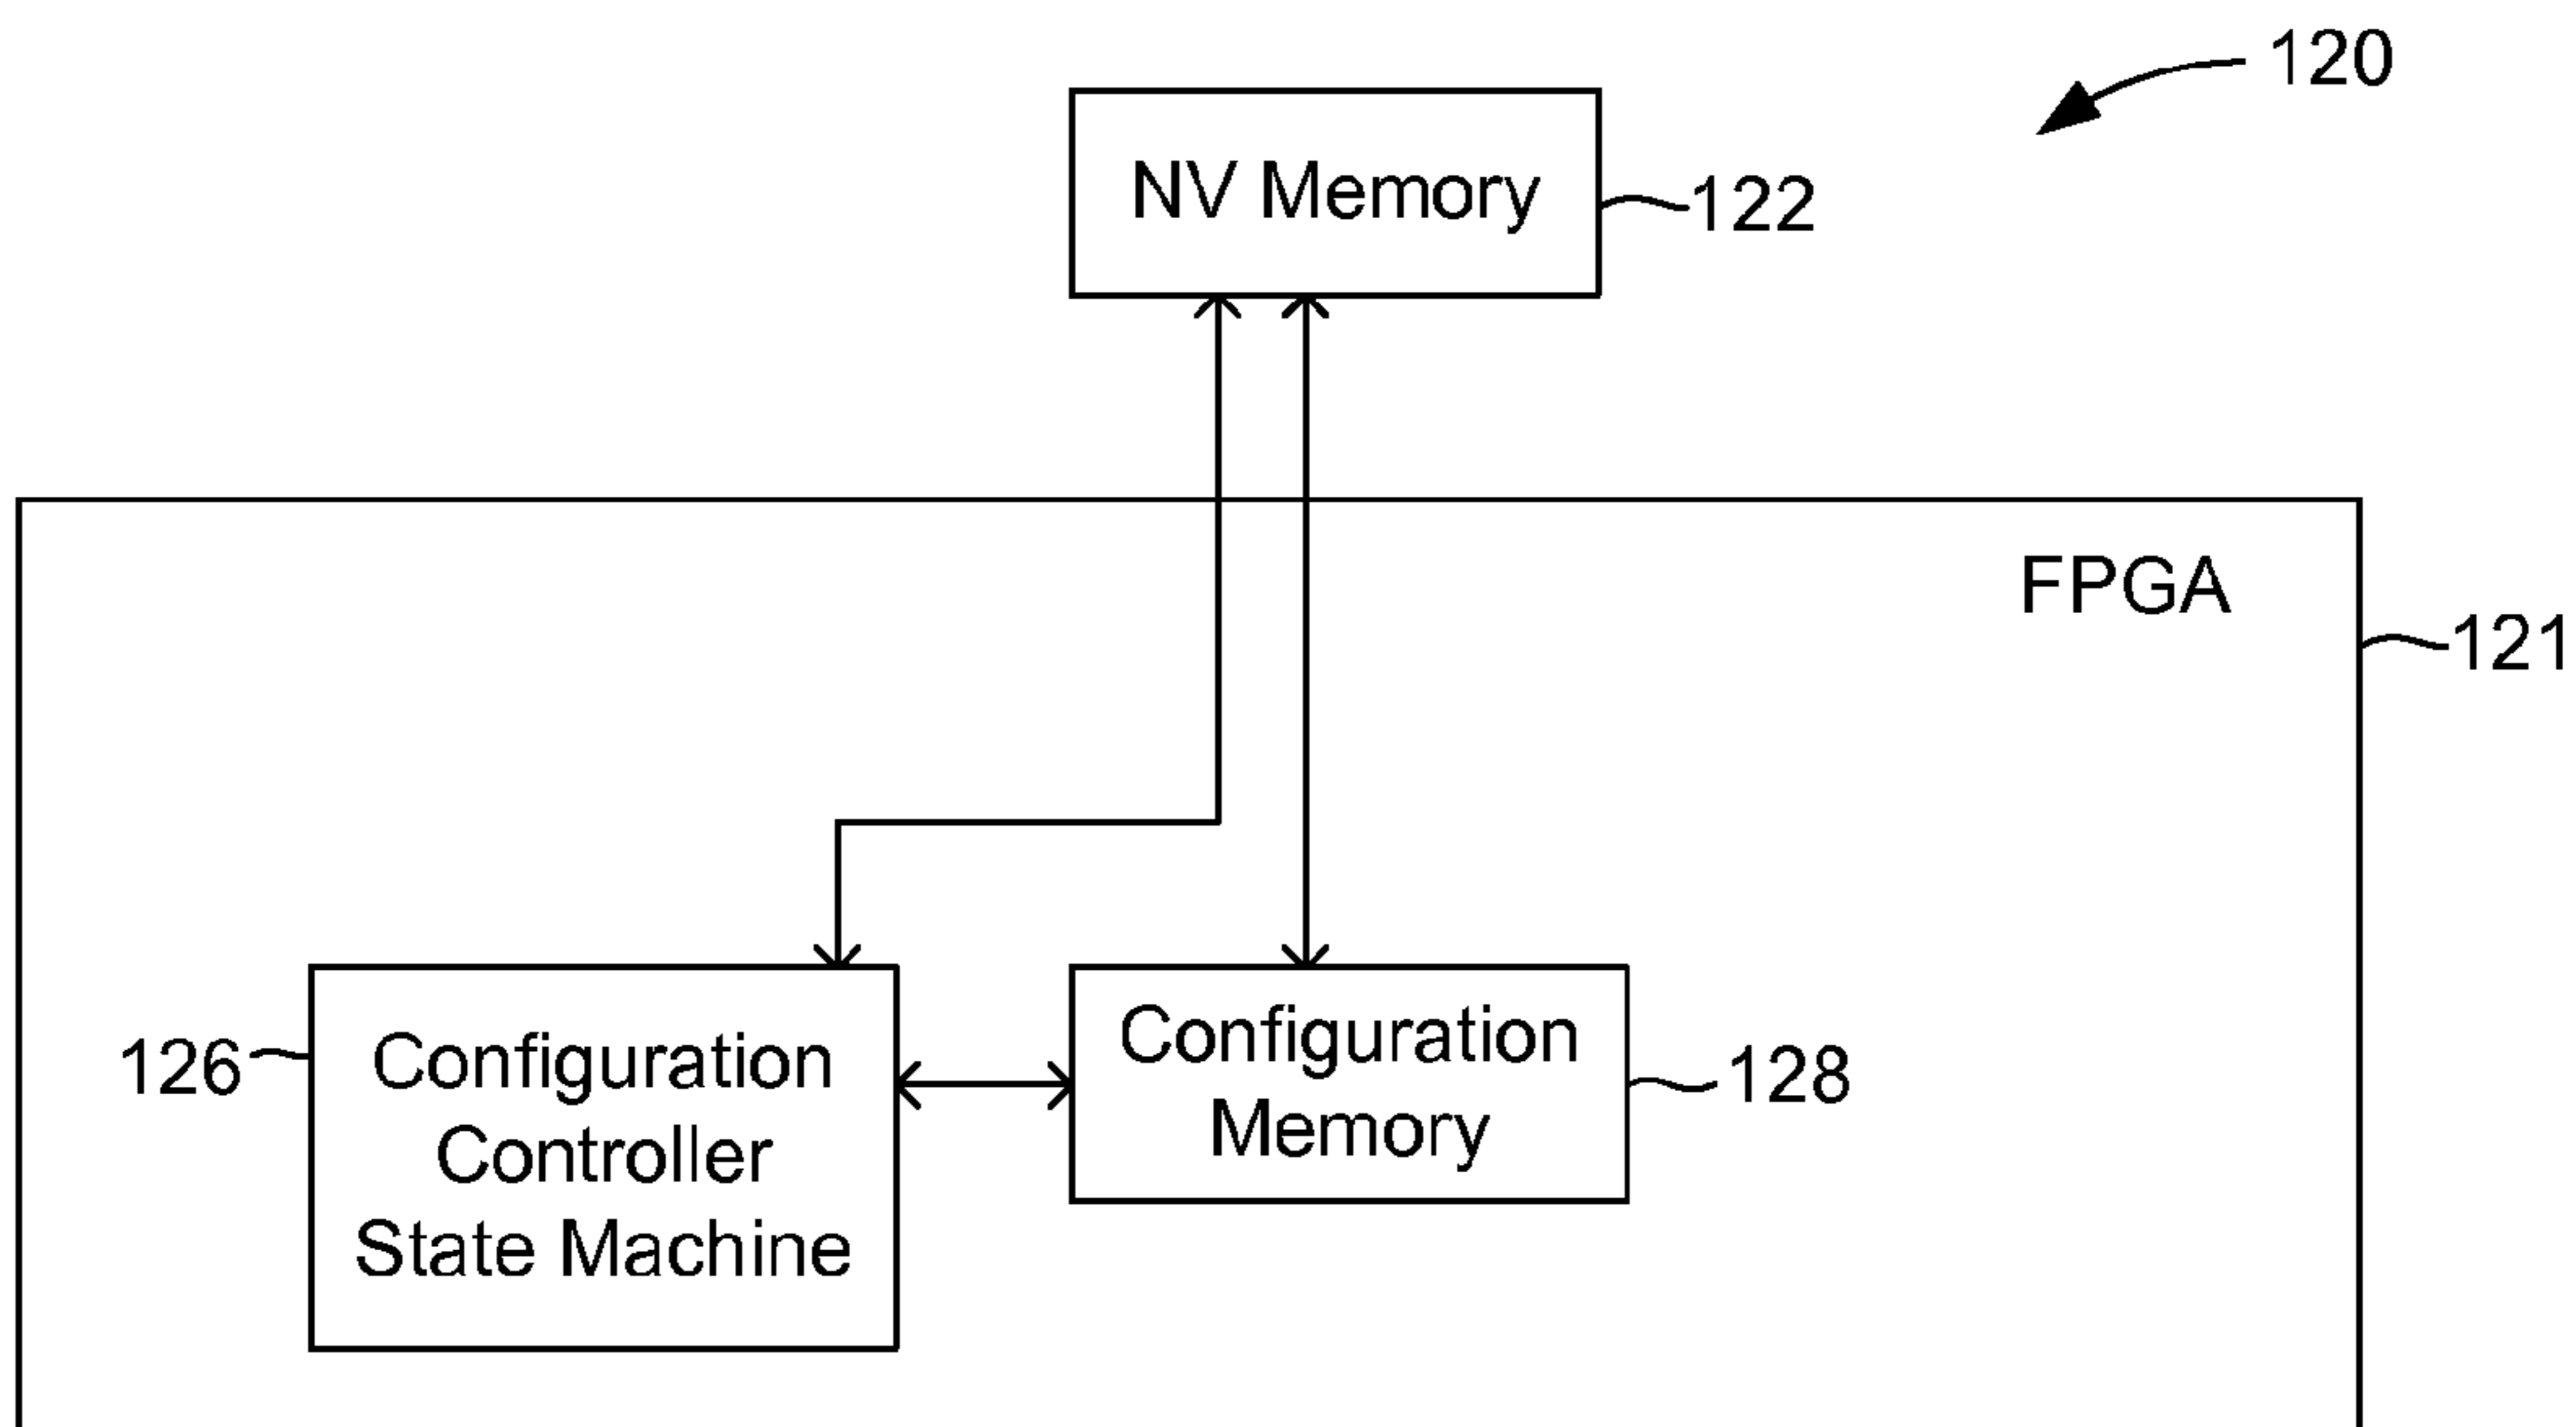 120
NV Memory
122
FPGA
121
126
Configuration
Controller
State Machine
Configuration
Memory
128